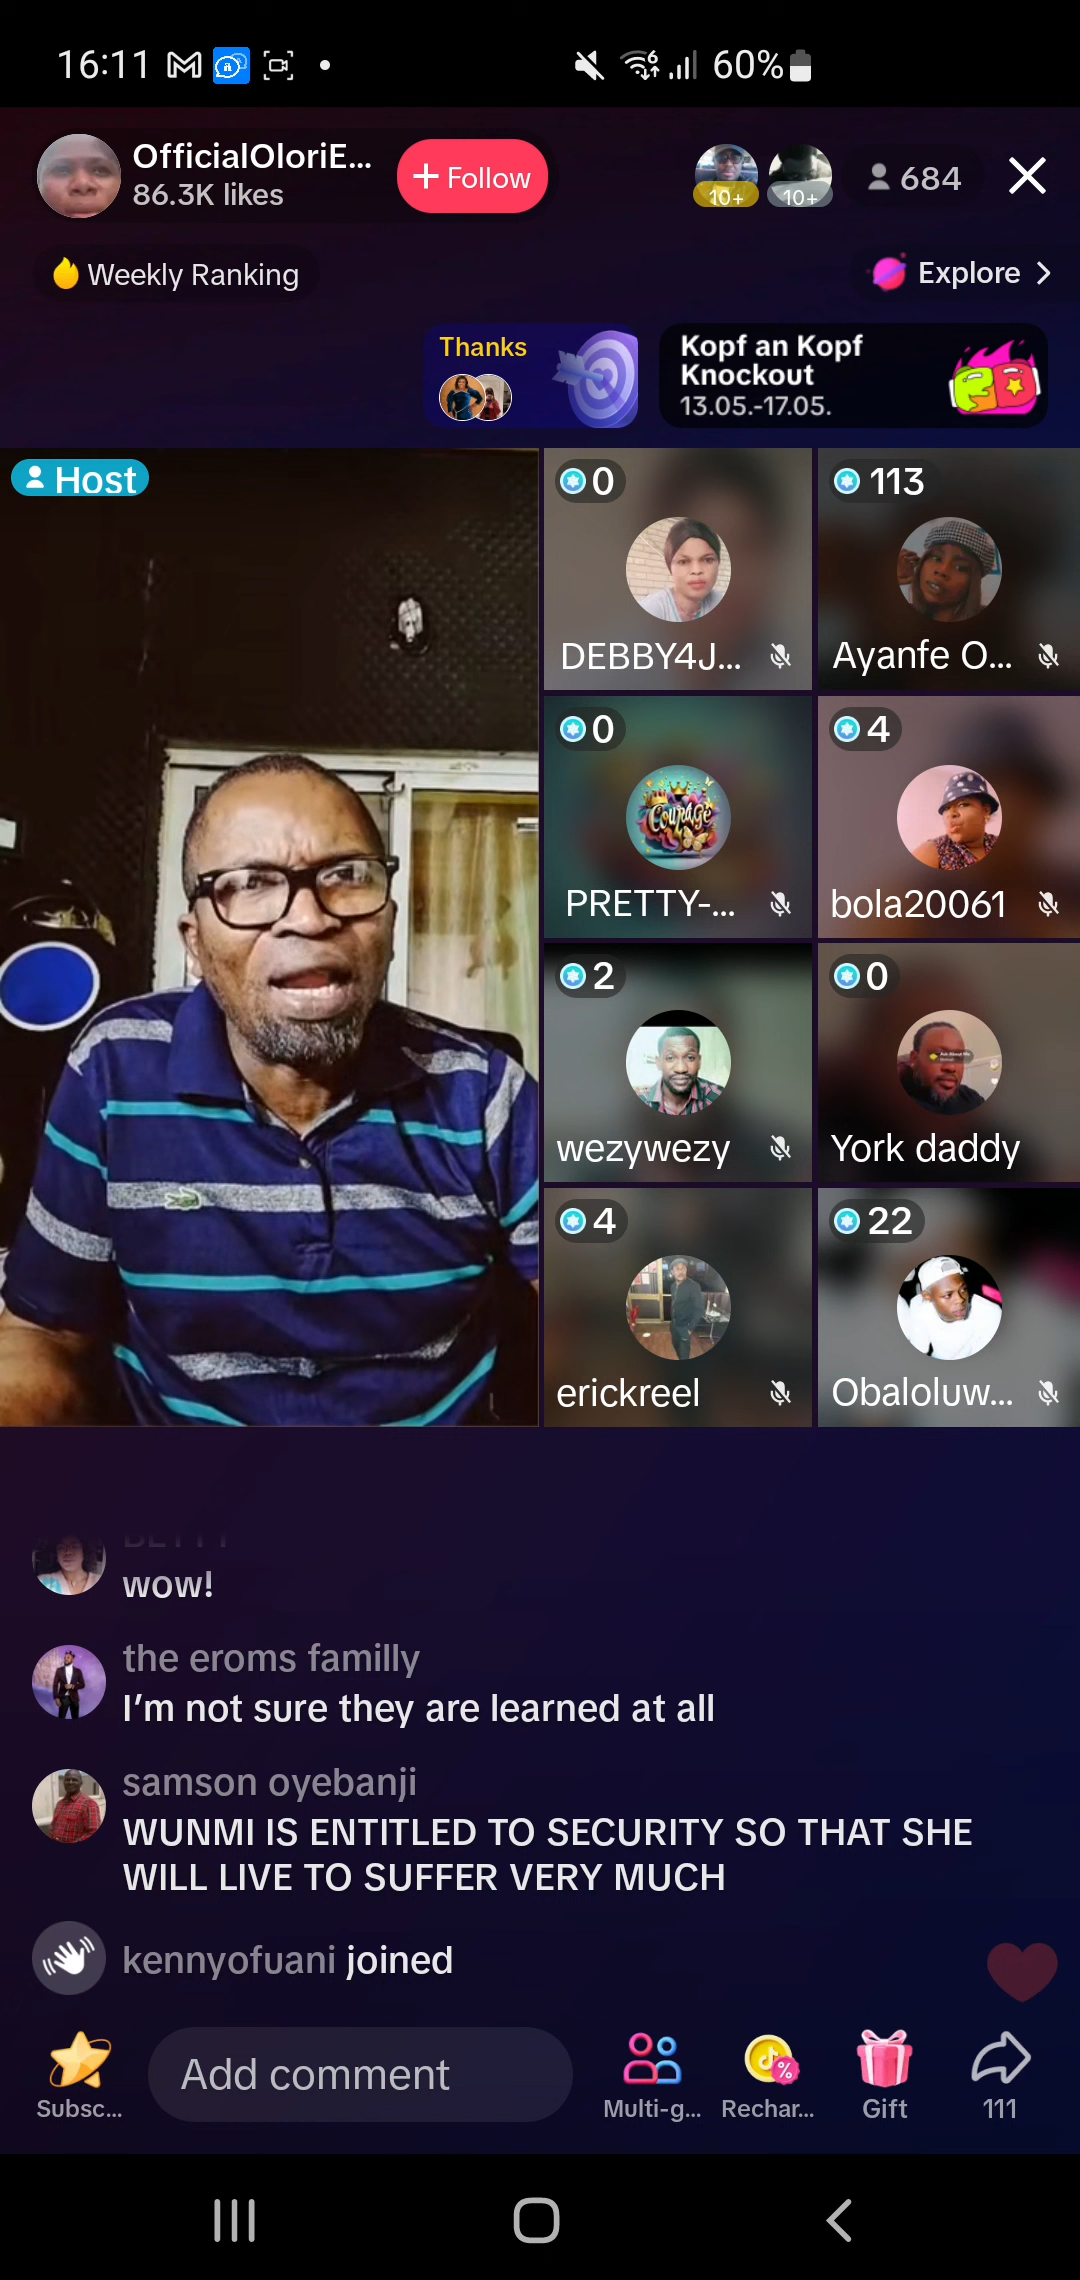 16:11
60%
OfficialOloriE...
86.3K likes
+ Follow
10+
10+
684
Weekly Ranking
Explore
Thanks
Kopf an Kopf
Knockout
13.05.-17.05.
Host
0
113
DEBBY4J...
Ayanfe O...
0
4
Courage
PRETTY-...
bola20061
2
0
wezywezy
York daddy
4
22
erickreel
Obaloluw...
BETTY
wow!
the eroms familly
I'm not sure they are learned at all
samson oyebanji
WUNMI IS ENTITLED TO SECURITY SO THAT SHE
WILL LIVE TO SUFFER VERY MUCH
kennyofuani joined
Add comment
Subsc...
Multi-g...
Rechar...
Gift
111